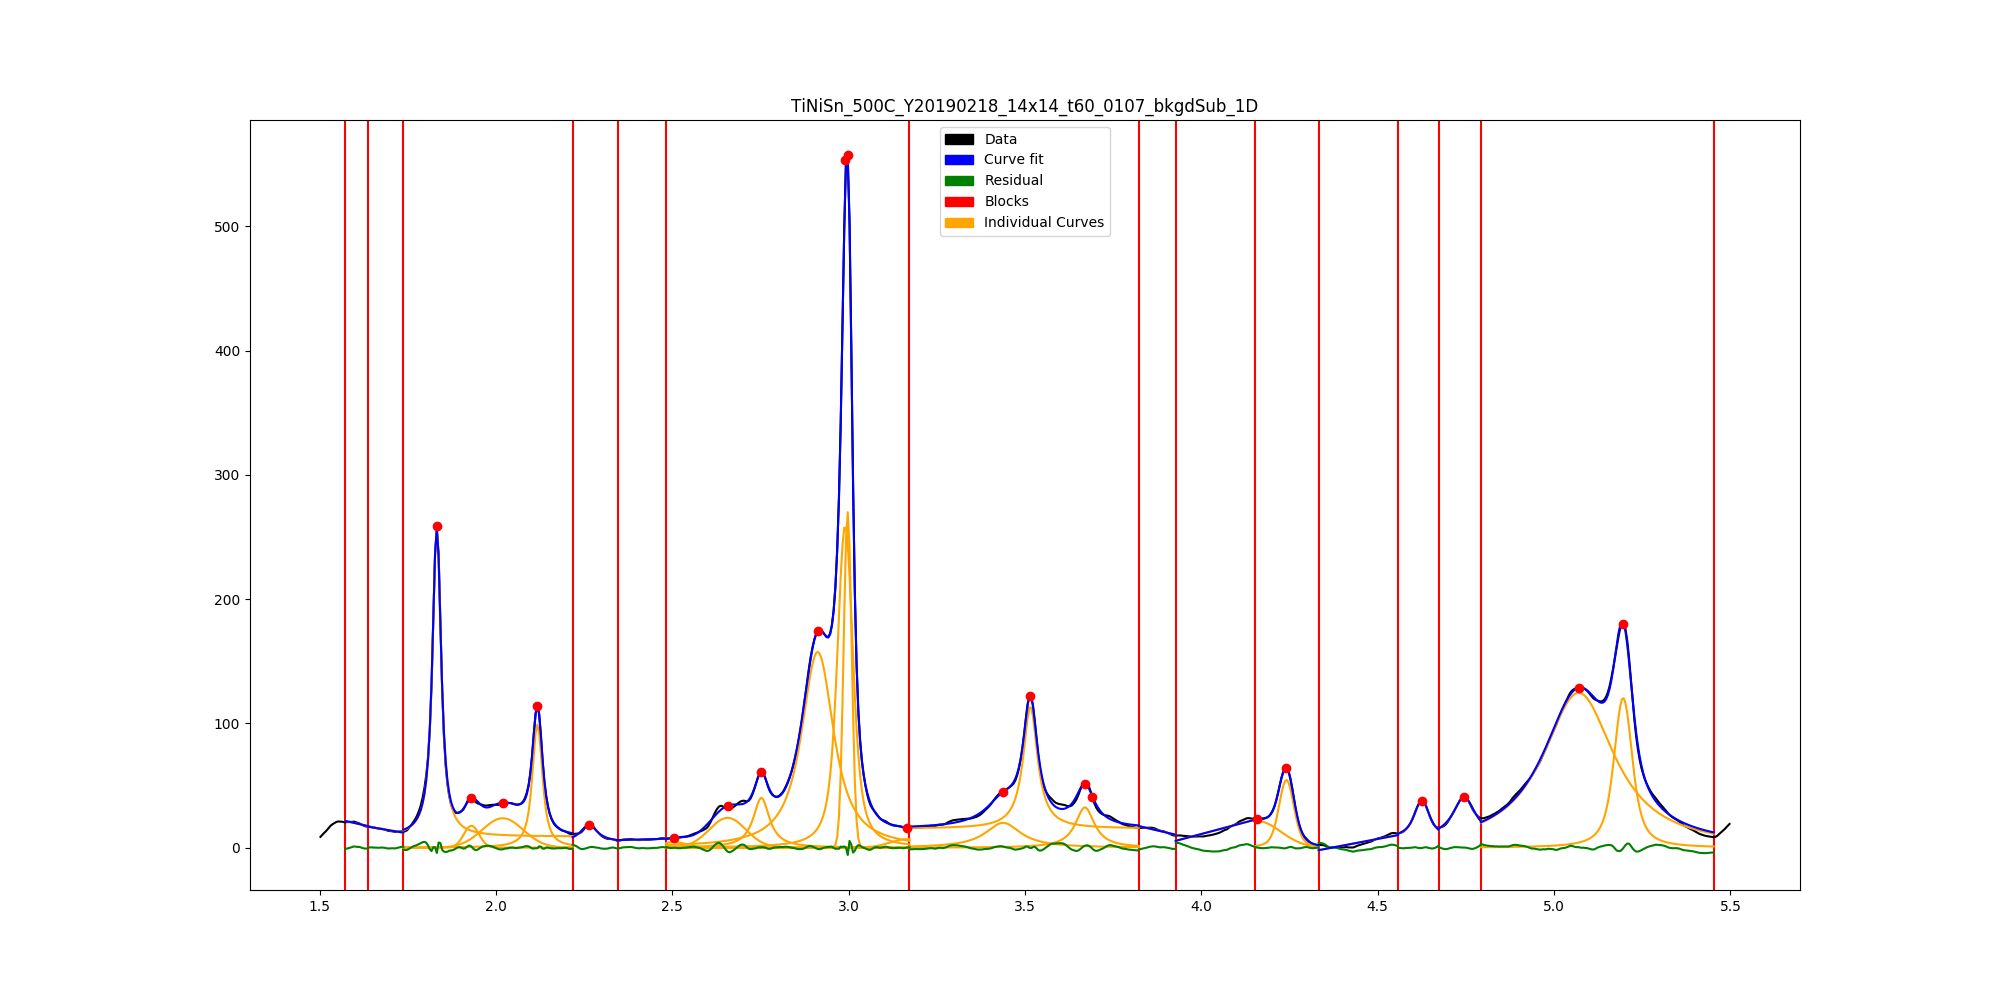 TiNiSn_500C_Y20190218_14x14_t60_0107_bkgdSub_1D
Data
Curve fit
Residual
Blocks
Individual Curves
500
400
300
200
100
0
1.5 2.0 2.5 3.0 3.5 4.0 4.5 5.0 5.5